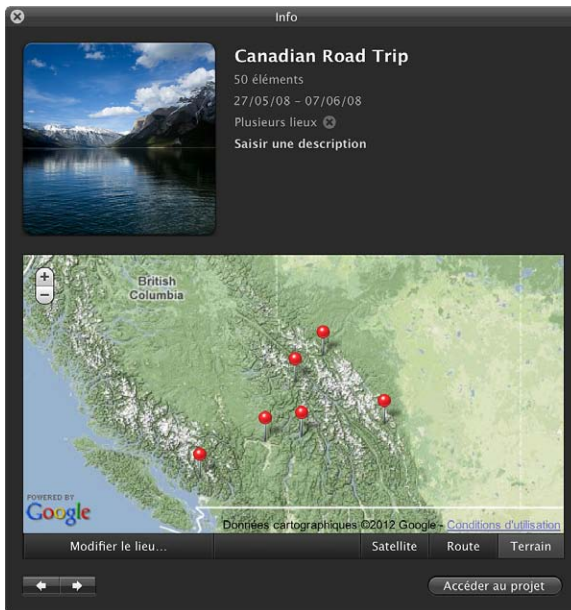 Info
Canadian Road Trip
50 éléments
27/05/08 – 07/06/08
Plusieurs lieux
Saisir une description
British
Columbia
POWERED BY
Google
Données cartographiques ©2012 Google - Conditions d'utilisation
Modifier le lieu...
Satellite Route Terrain
Accéder au projet